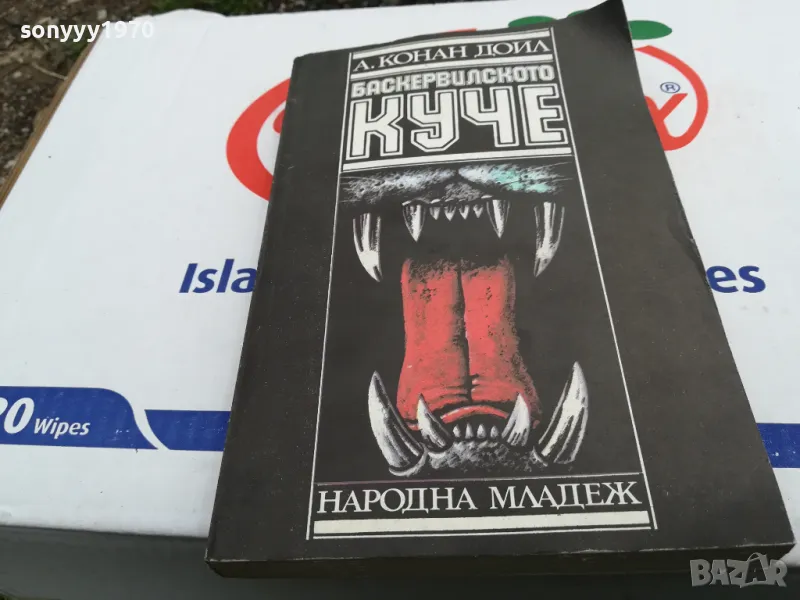 sonyyy1970
А. КОНАН ДОЙЛ
БАСКЕРВИЛСКОТО
КУЧЕ
®
Isla
es
20 Wipes
НАРОДНА МЛАДЕЖ
BAZAR